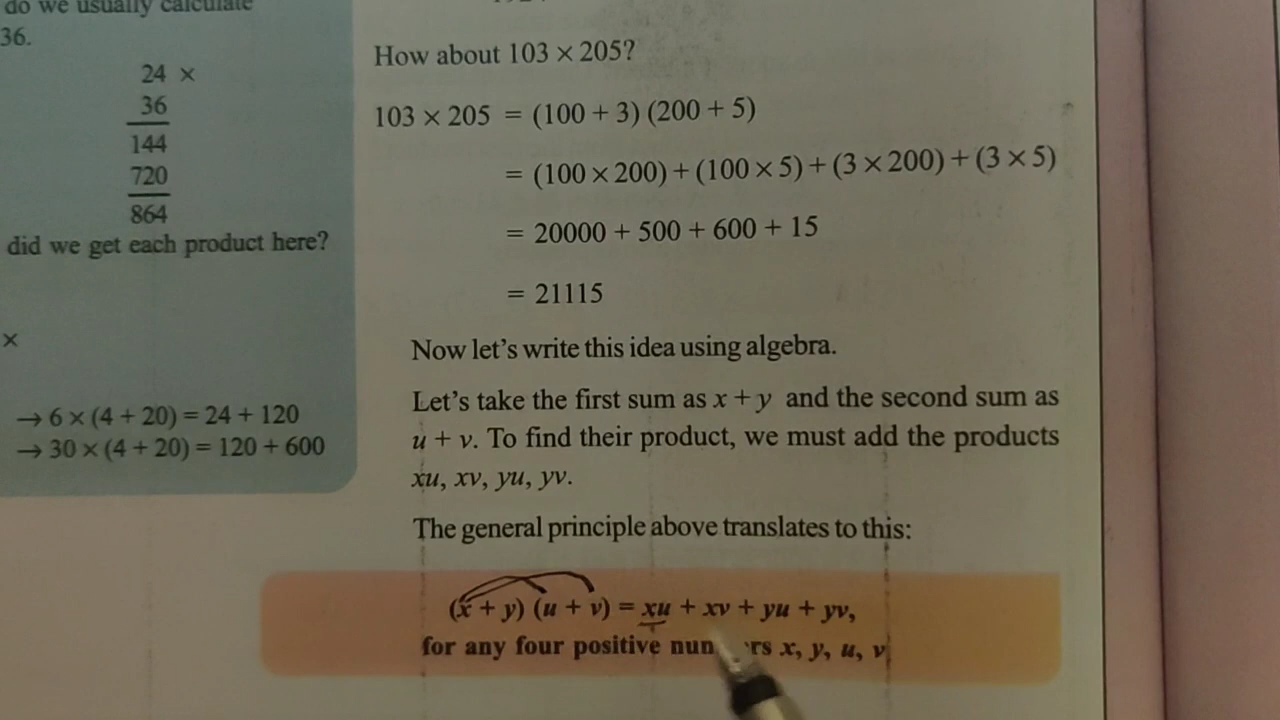 do we usually calculate
36.
24 ×
36
144
720
864
did we get each product here?
×
→ 6 × (4 + 20) = 24 + 120
→ 30 × (4 + 20) = 120 + 600
How about 103 × 205?
103 × 205 = (100 + 3) (200 + 5)
= (100 × 200) + (100 × 5) + (3 × 200) + (3 × 5)
= 20000 + 500 + 600 + 15
= 21115
Now let's write this idea using algebra.
Let's take the first sum as x + y and the second sum as
u + v. To find their product, we must add the products
xu, xv, yu, yv.
The general principle above translates to this:
(x + y) (u + v) = xu + xv + yu + yv,
for any four positive x, y, u, v